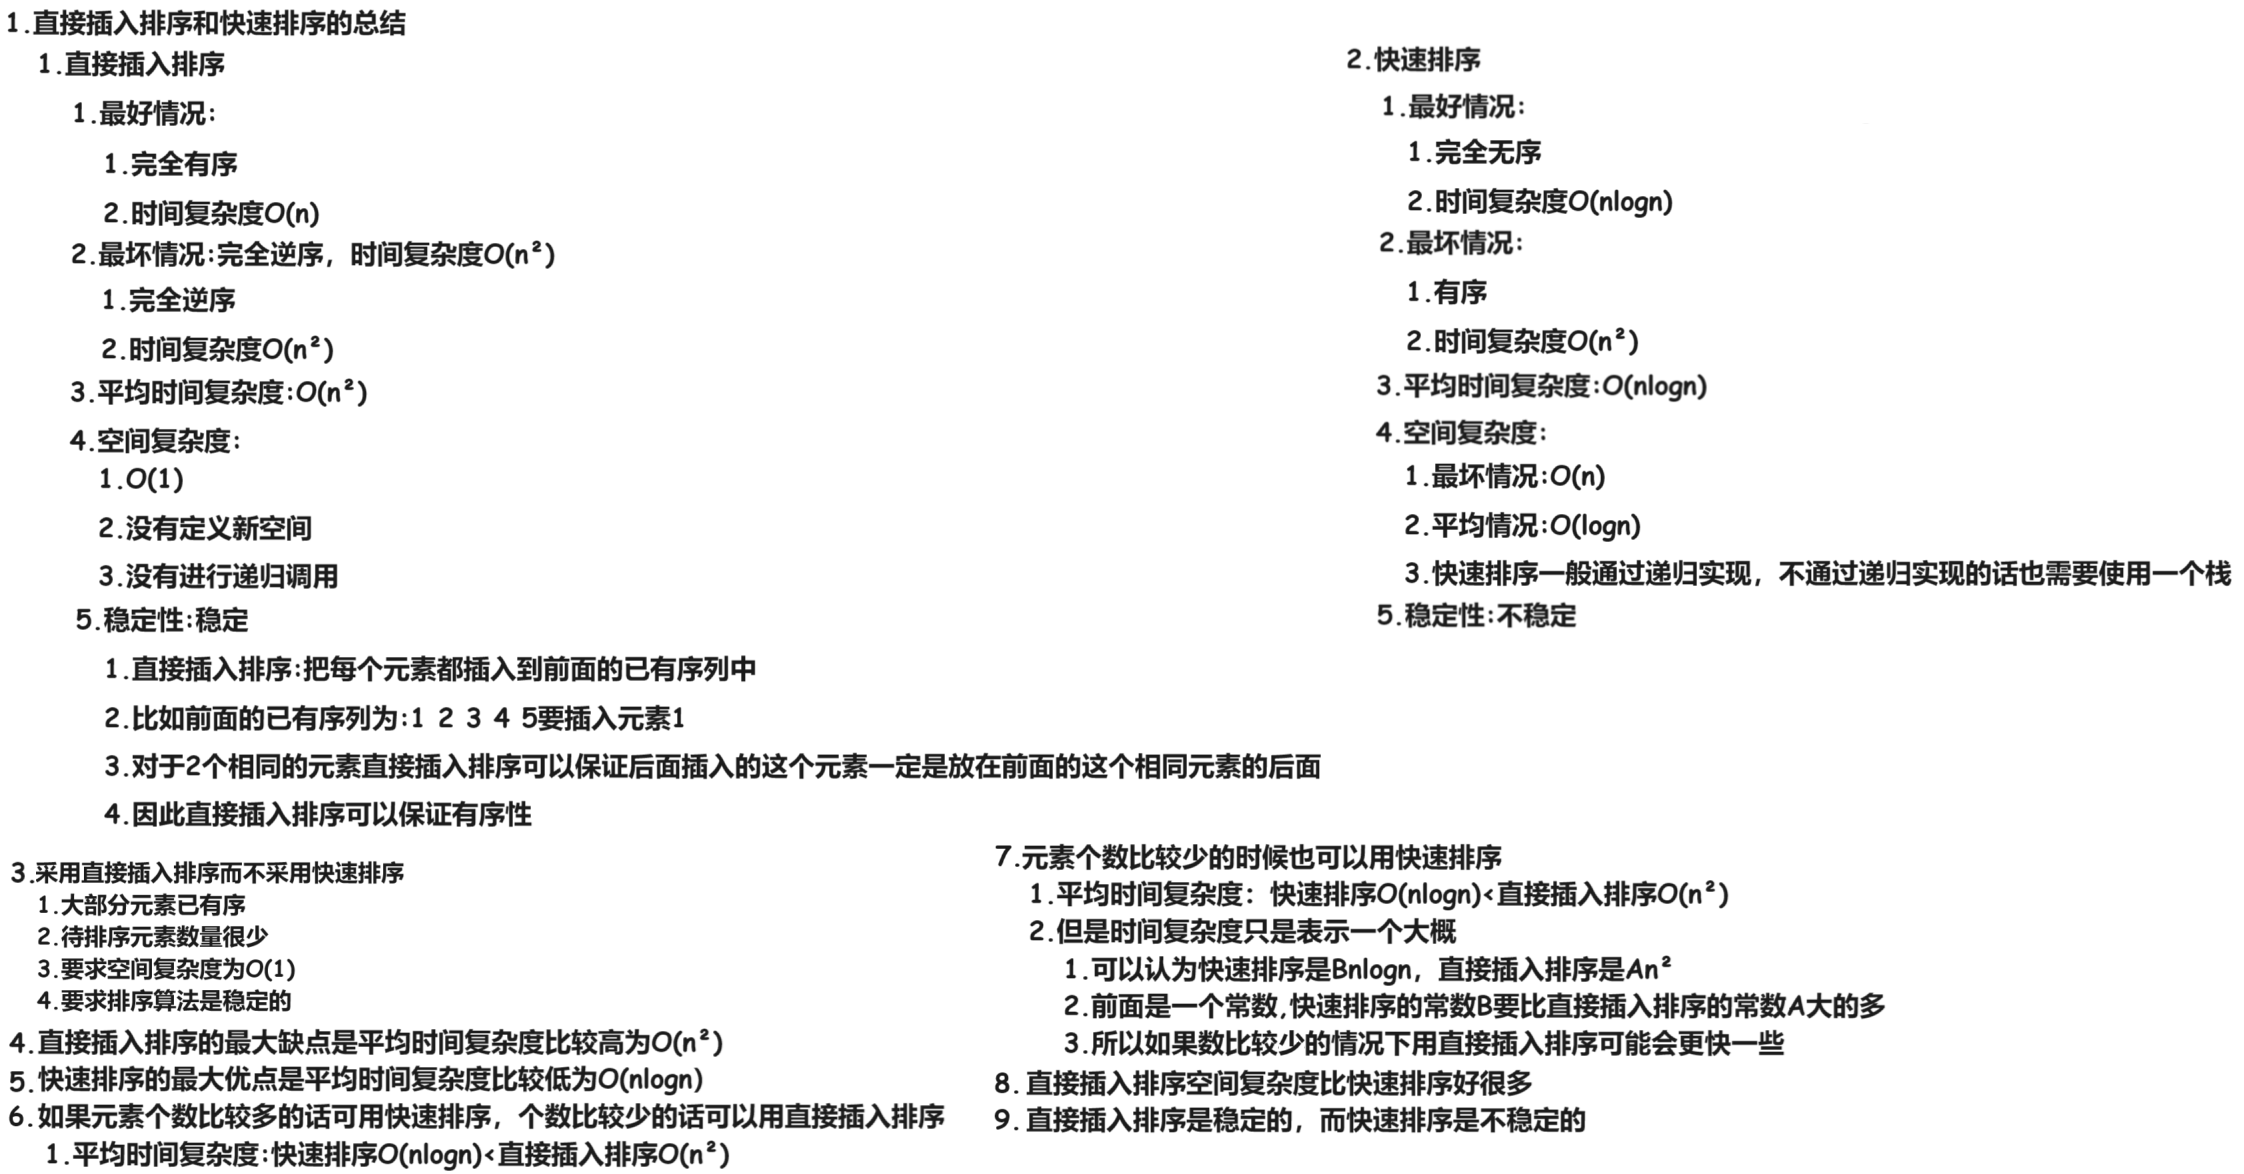 1.直接插入排序和快速排序的总结
1.直接插入排序
1.最好情况:
1.完全有序
2.时间复杂度O(n)
2.最坏情况:完全逆序，时间复杂度O(n²)
1.完全逆序
2.时间复杂度O(n²)
3.平均时间复杂度:O(n²)
4.空间复杂度:
1.O(1)
2.没有定义新空间
3.没有进行递归调用
5.稳定性:稳定
1.直接插入排序:把每个元素都插入到前面的已有序列中
2.比如前面的已有序列为:1 2 3 4 5要插入元素1
3.对于2个相同的元素直接插入排序可以保证后面插入的这个元素一定是放在前面的这个相同元素的后面
4.因此直接插入排序可以保证有序性
2.快速排序
1.最好情况:
1.完全无序
2.时间复杂度O(nlogn)
2.最坏情况:
1.有序
2.时间复杂度O(n²)
3.平均时间复杂度:O(nlogn)
4.空间复杂度:
1.最坏情况:O(n)
2.平均情况:O(logn)
3.快速排序一般通过递归实现，不通过递归实现的话也需要使用一个栈
5.稳定性:不稳定
3.采用直接插入排序而不采用快速排序
1.大部分元素已有序
2.待排序元素数量很少
3.要求空间复杂度为O(1)
4.要求排序算法是稳定的
4.直接插入排序的最大缺点是平均时间复杂度比较高为O(n²)
5.快速排序的最大优点是平均时间复杂度比较低为O(nlogn)
6.如果元素个数比较多的话可用快速排序，个数比较少的话可以用直接插入排序
1.平均时间复杂度:快速排序O(nlogn)<直接插入排序O(n²)
7.元素个数比较少的时候也可以用快速排序
1.平均时间复杂度：快速排序O(nlogn)<直接插入排序O(n²)
2.但是时间复杂度只是表示一个大概
1.可以认为快速排序是Bnlogn，直接插入排序是An²
2.前面是一个常数,快速排序的常数B要比直接插入排序的常数A大的多
3.所以如果数比较少的情况下用直接插入排序可能会更快一些
8.直接插入排序空间复杂度比快速排序好很多
9.直接插入排序是稳定的，而快速排序是不稳定的